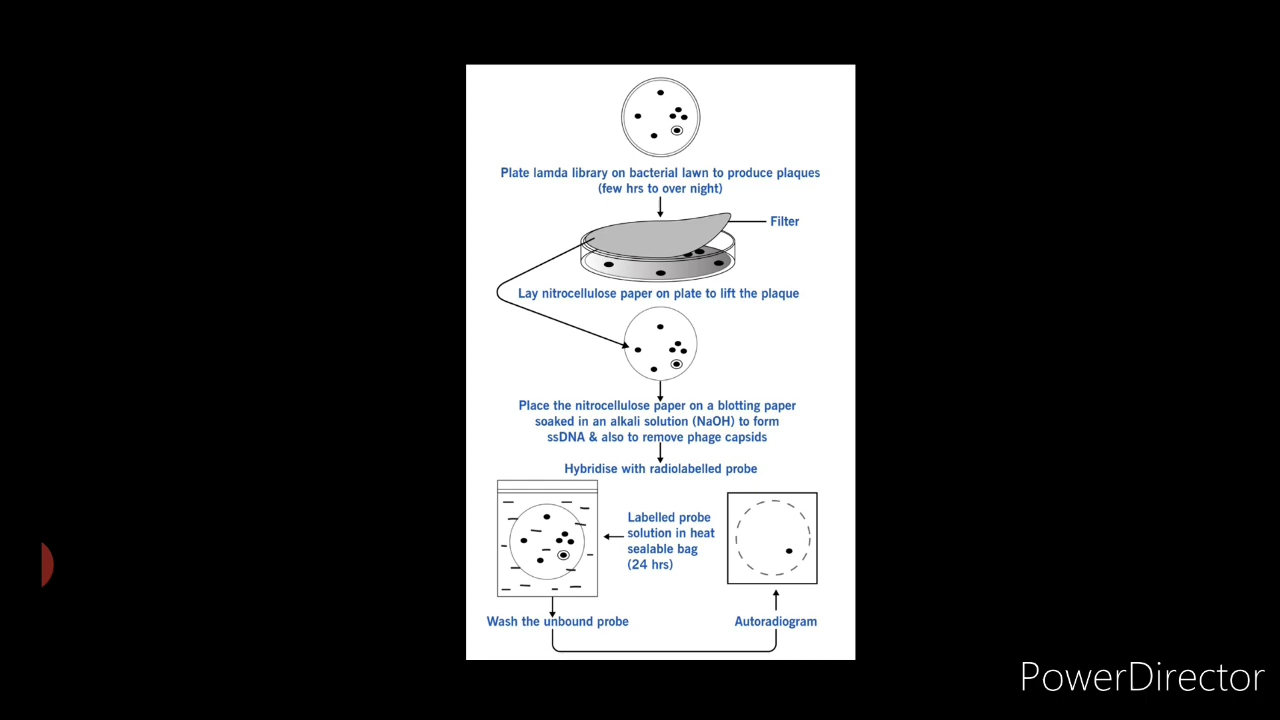 Plate lamda library on bacterial lawn to produce plaques
(few hrs to over night)
Filter
Lay nitrocellulose paper on plate to lift the plaque
Place the nitrocellulose paper on a blotting paper
soaked in an alkali solution (NaOH) to form
ssDNA & also to remove phage capsids
Hybridise with radiolabelled probe
Labelled probe
solution in heat
sealable bag
(24 hrs)
Wash the unbound probe
Autoradiogram
PowerDirector